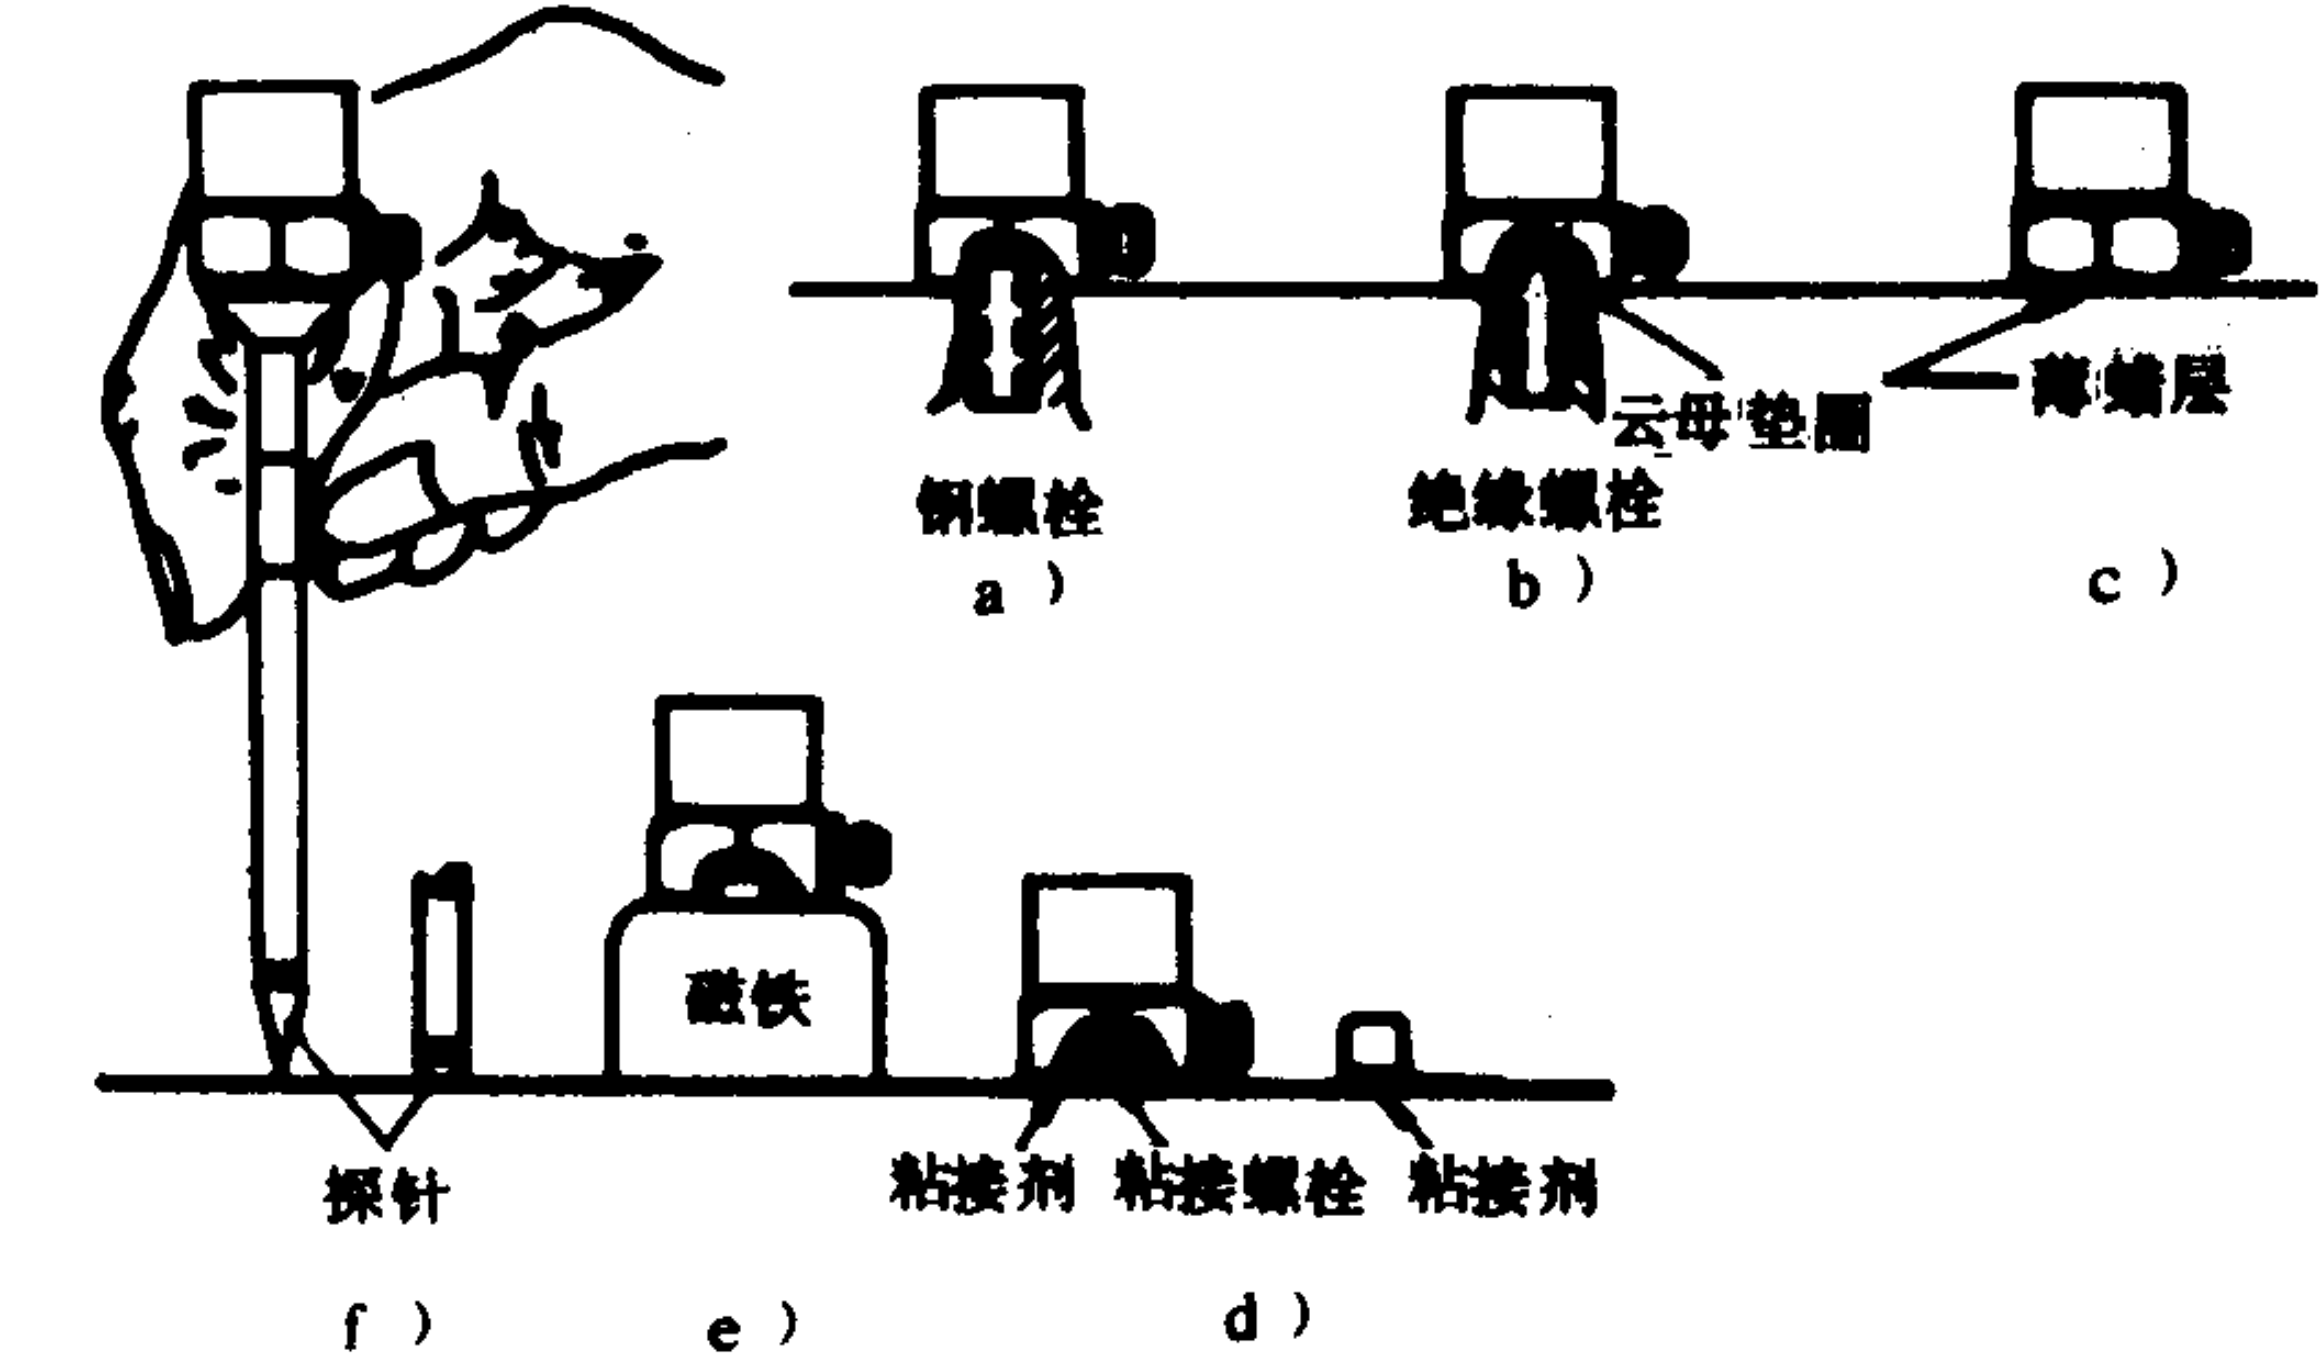 云母垫圈
薄蜡层
钢螺栓
绝缘螺栓
a )
b )
c )
磁铁
探针
粘接剂 粘接螺栓 粘接剂
f )
e )
d )